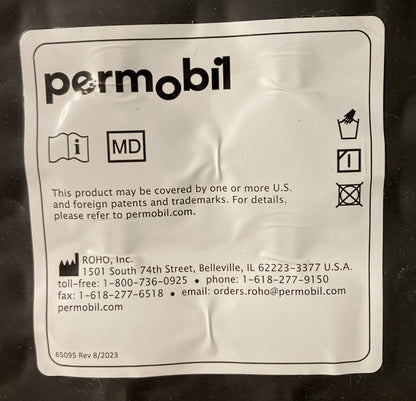 permobil
i
MD
This product may be covered by one or more U.S.
and foreign patents and trademarks. For details,
please refer to permobil.com.
ROHO, Inc.
1501 South 74th Street, Belleville, IL 62223-3377 U.S.A.
toll-free: 1-800-736-0925 • phone: 1-618-277-9150
fax: 1-618-277-6518 • email: orders.roho@permobil.com
permobil.com
65095 Rev 8/2023